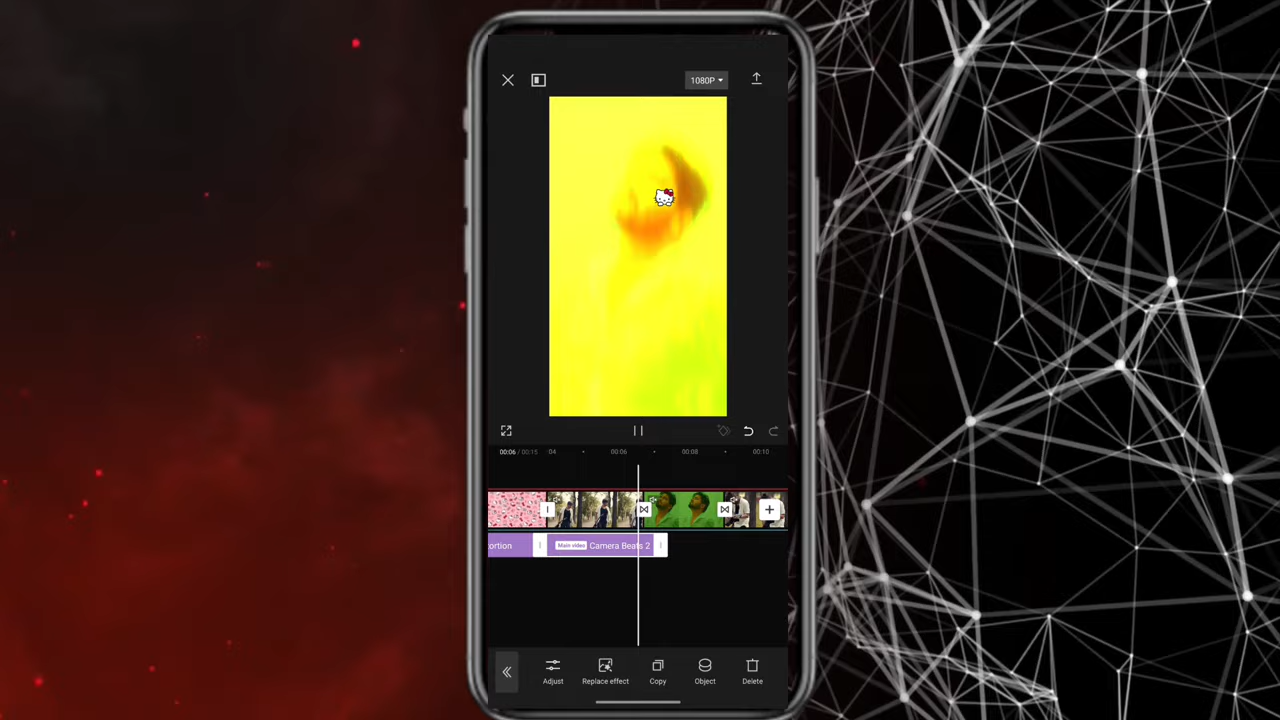 1080P
00:06 / 00:15
04
00:06
00:08
00:10
ortion
Main video
Camera Beats 2
Adjust
Replace effect
Copy
Object
Delete